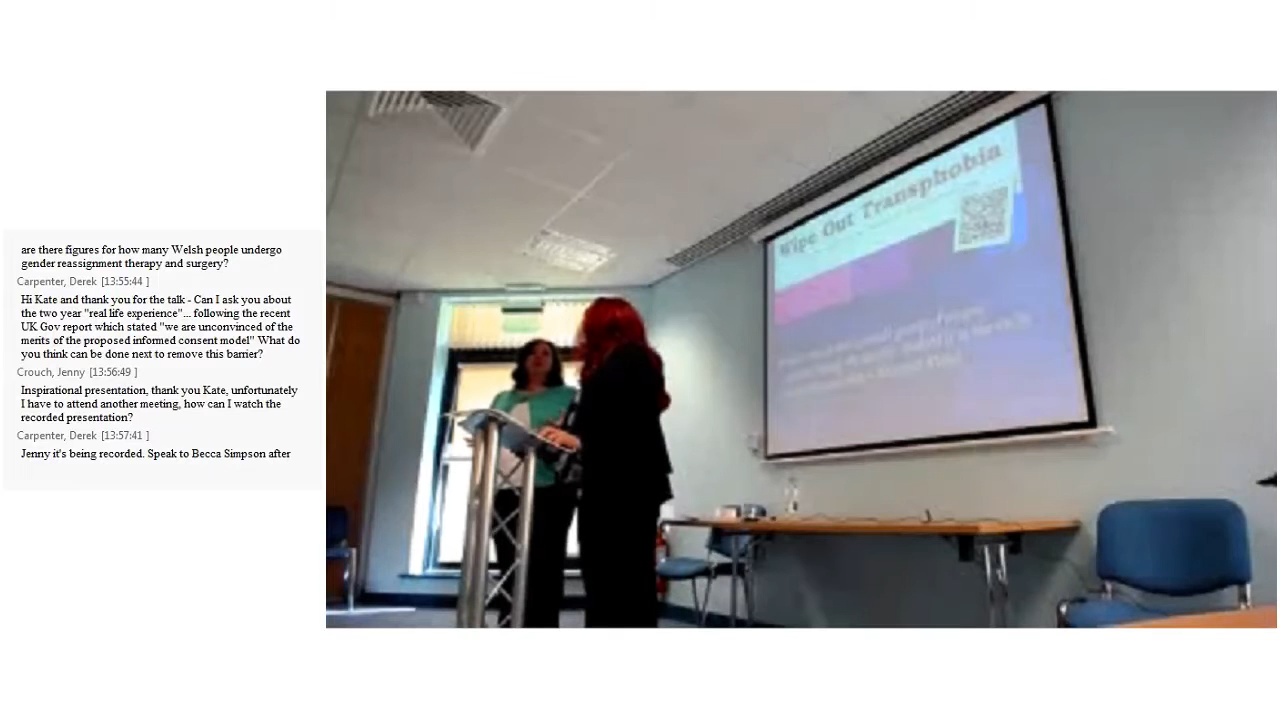 are there figures for how many Welsh people undergo
gender reassignment therapy and surgery?
Carpenter, Derek [13:55:44 ]
Hi Kate and thank you for the talk - Can I ask you about
the two year "real life experience"... following the recent
UK Gov report which stated "we are unconvinced of the
merits of the proposed informed consent model" What do
you think can be done next to remove this barrier?
Crouch, Jenny [13:56:49 ]
Inspirational presentation, thank you Kate, unfortunately
I have to attend another meeting, how can I watch the
recorded presentation?
Carpenter, Derek [13:57:41 ]
Jenny it's being recorded. Speak to Becca Simpson after
Wipe Out Transphobia